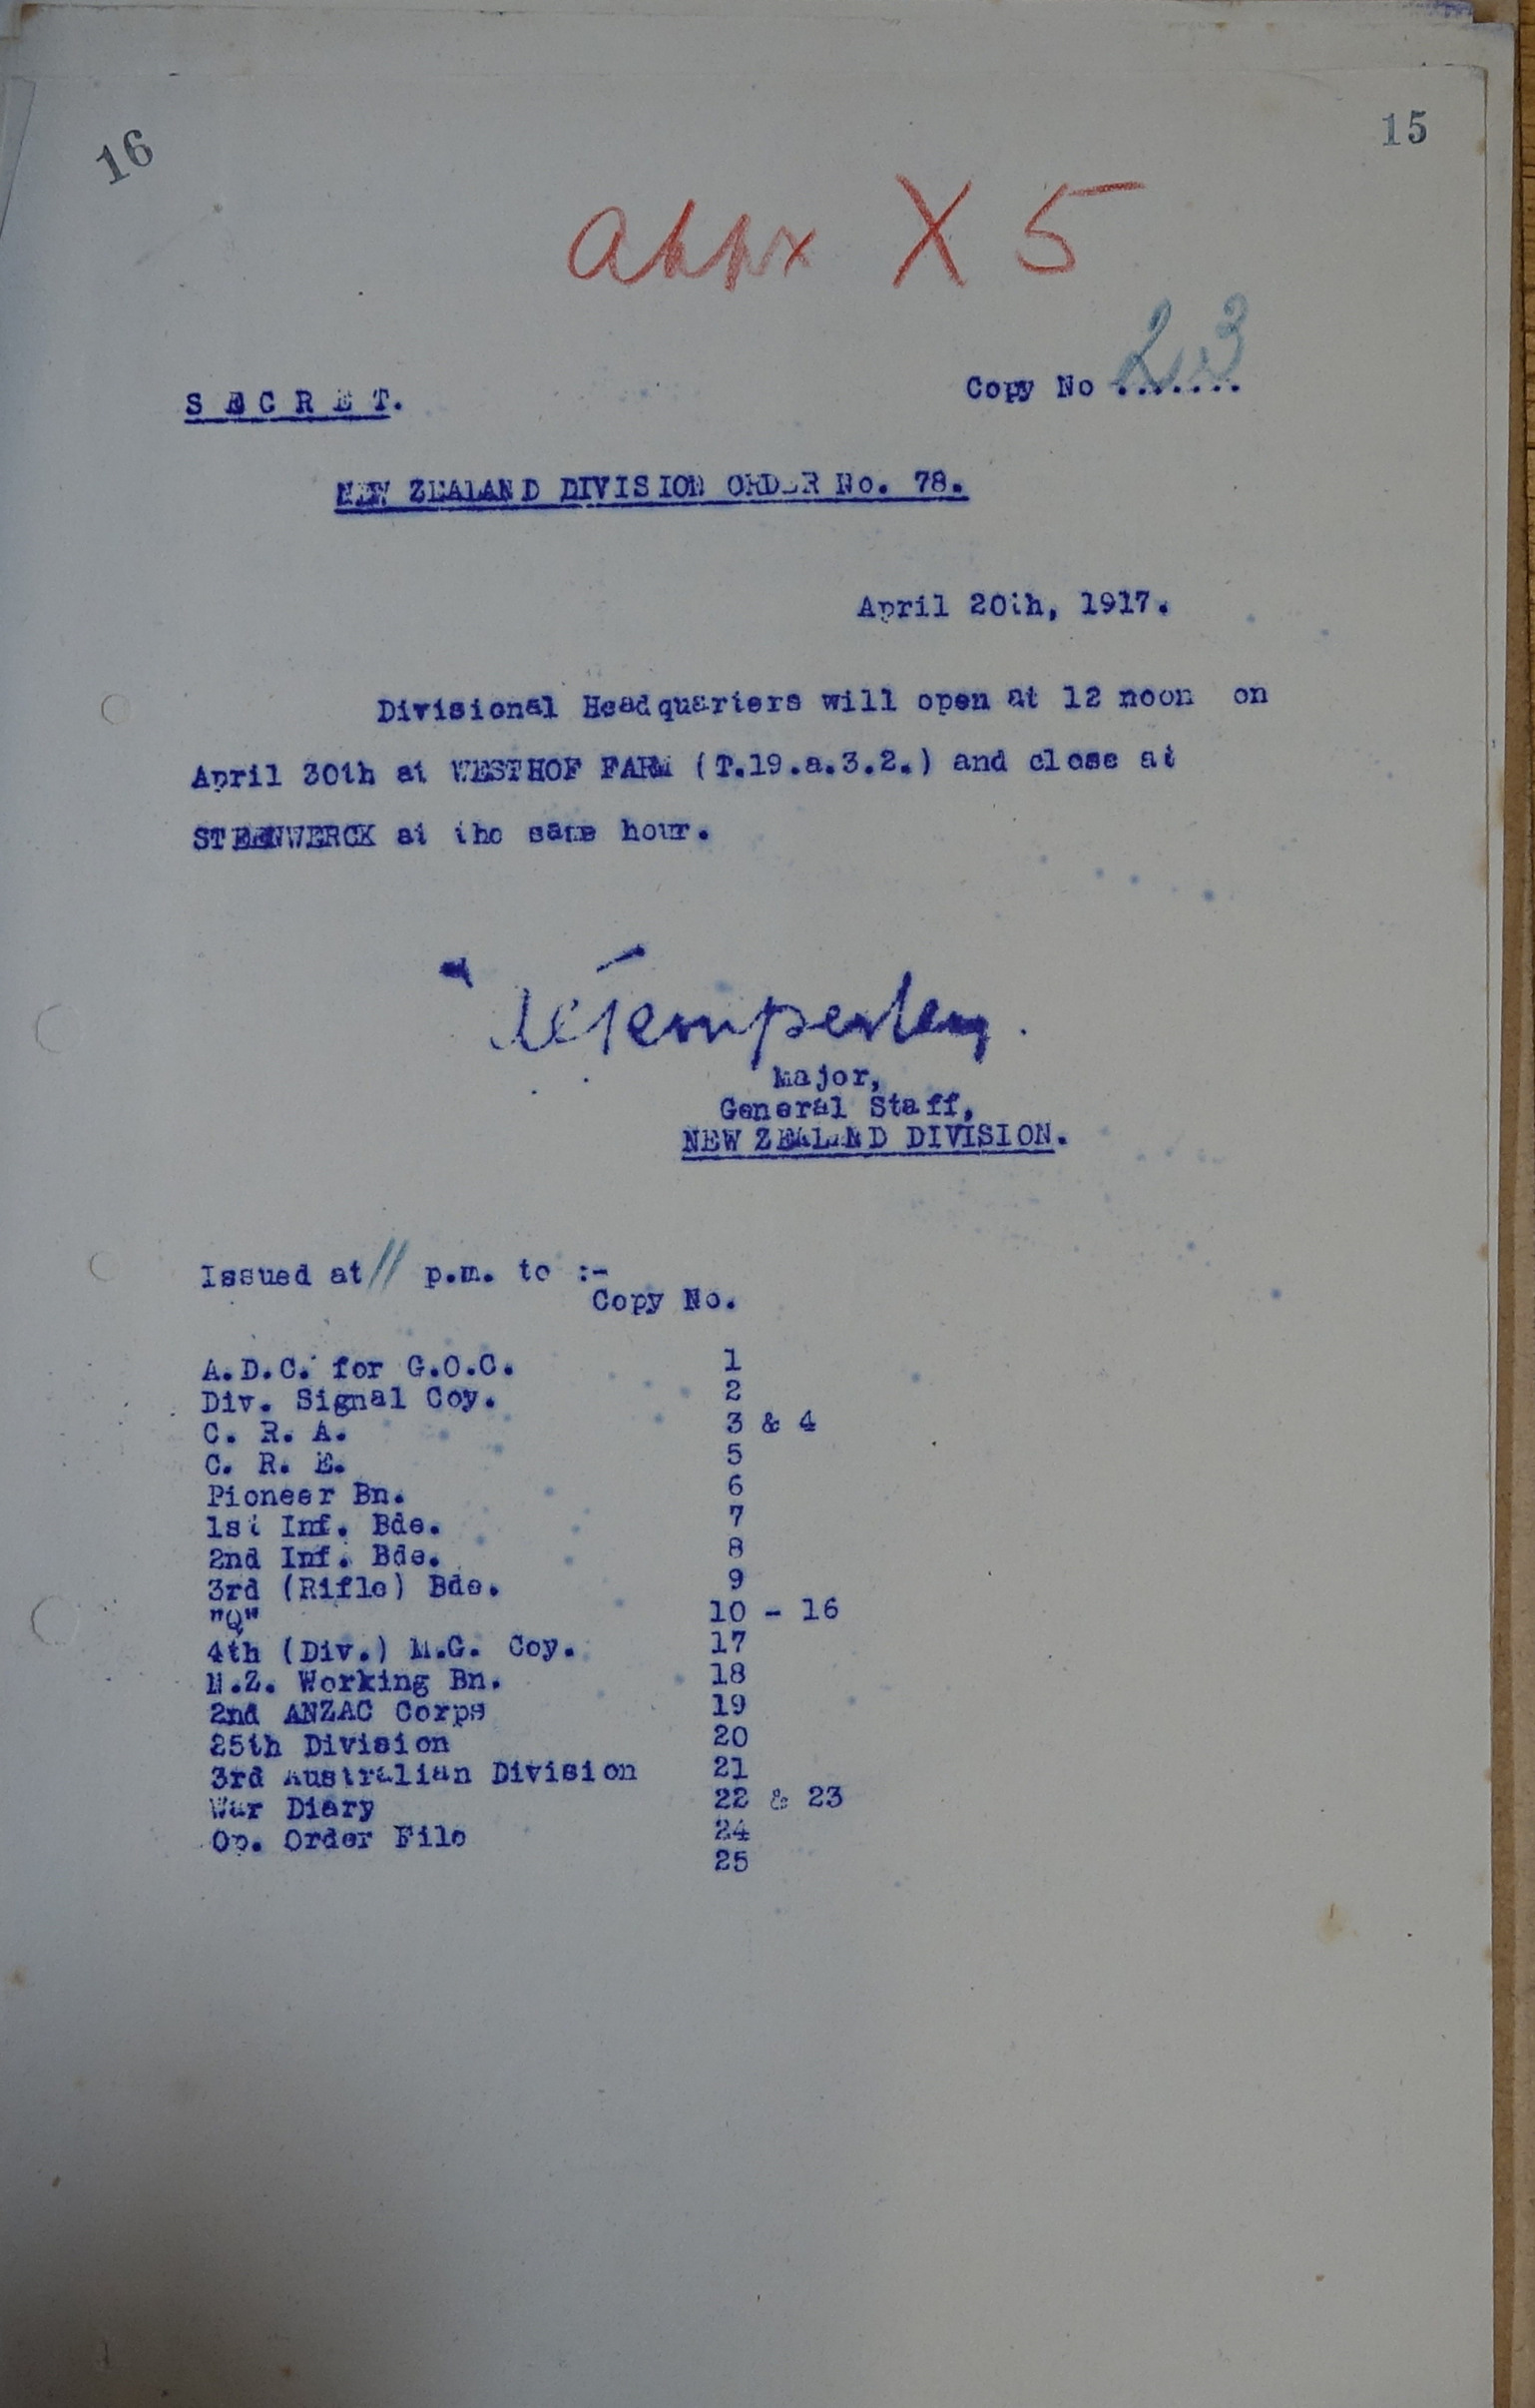 16
15
appx X 5
SECRET.
Copy No 23
NEW ZEALAND DIVISION ORDER No. 78.
April 20th, 1917.
Divisional Headquarters will open at 12 noon on
April 30th at WESTHOF FARM (T.19.a.3.2.) and close at
STEENWERCK at the same hour.
Temperley.
Major,
General Staff,
NEW ZEALAND DIVISION.
Issued at 11 p.m. to :-
Copy No.
A.D.C. for G.O.C. 1
Div. Signal Coy. 2
C. R. A. 3 & 4
C. R. E. 5
Pioneer Bn. 6
1st Inf. Bde. 7
2nd Inf. Bde. 8
3rd (Rifle) Bde. 9
"Q" 10 - 16
4th (Div.) M.G. Coy. 17
N.Z. Working Bn. 18
2nd ANZAC Corps 19
25th Division 20
3rd Australian Division 21
War Diary 22 & 23
Op. Order File 24
25